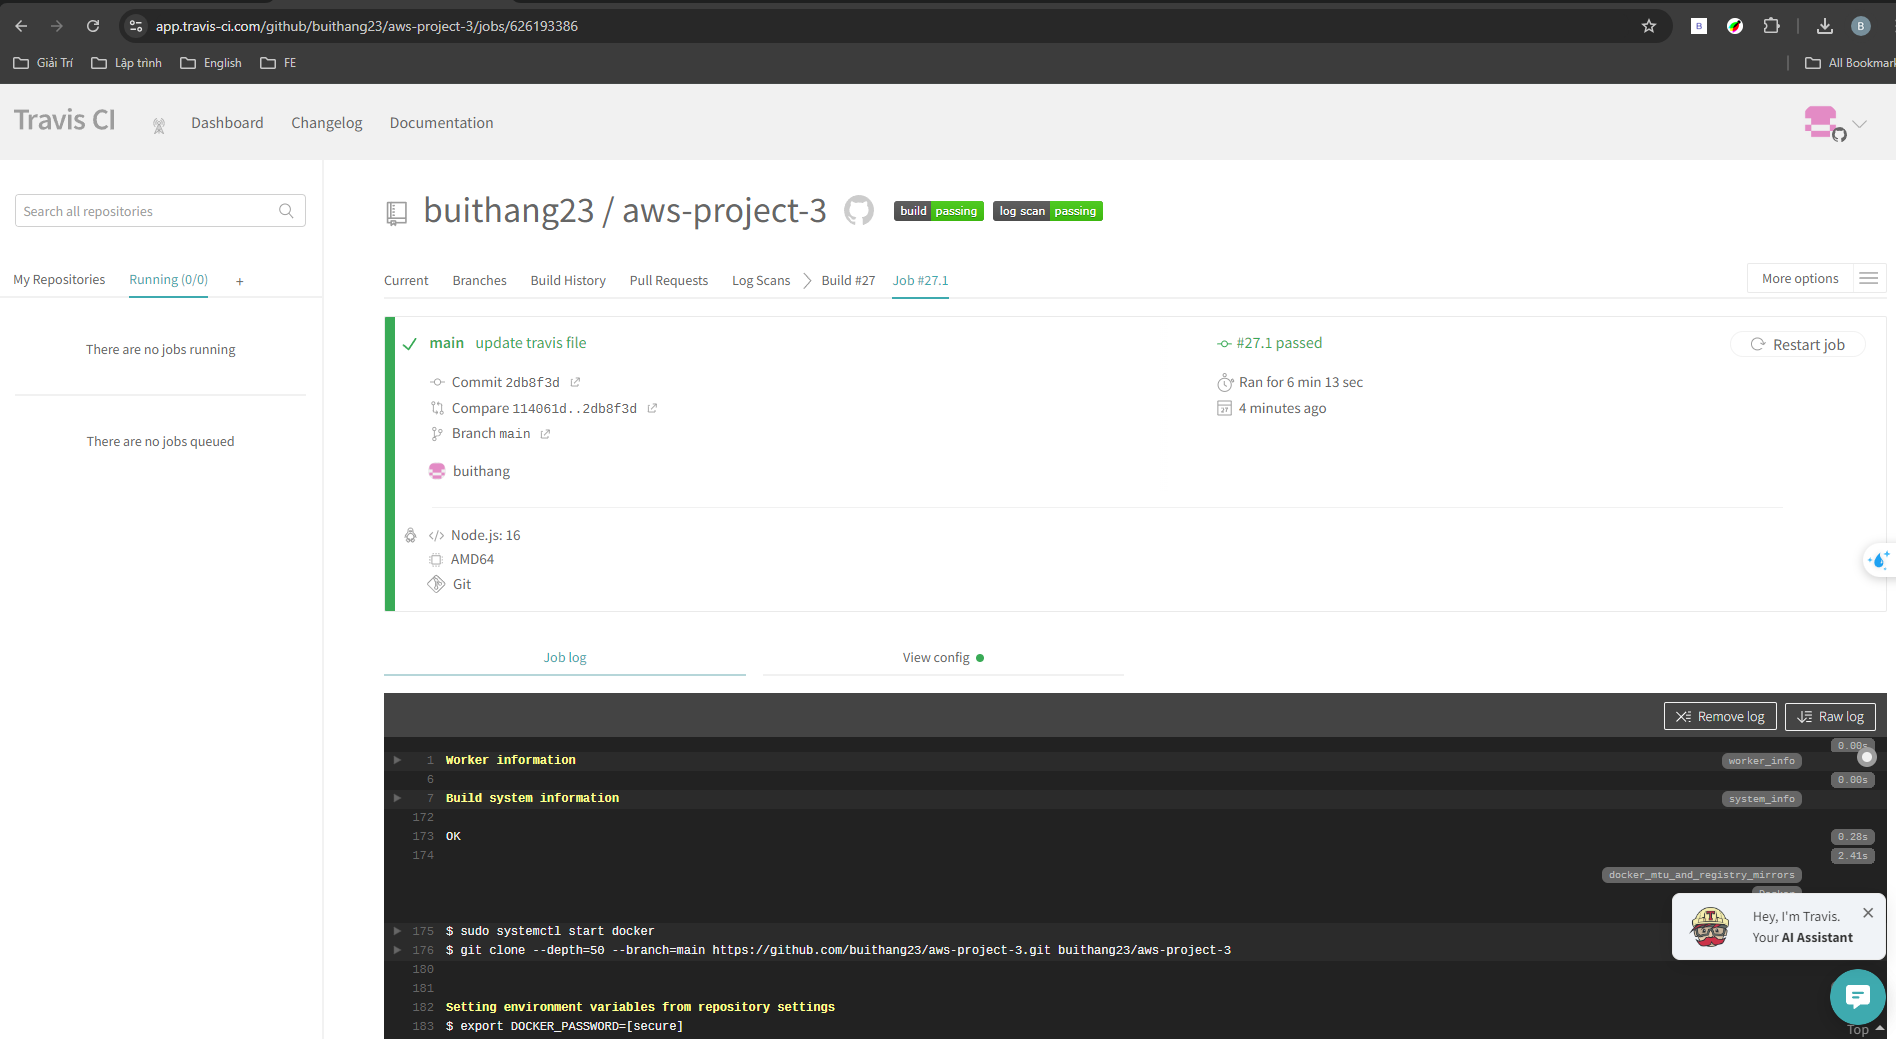 app.travis-ci.com/github/buithang23/aws-project-3/jobs/626193386
B
B
Giải Trí
Lập trình
English
FE
All Bookmar
Travis CI
Dashboard
Changelog
Documentation
Search all repositories
My Repositories
Running (0/0)
+
There are no jobs running
There are no jobs queued
buithang23 / aws-project-3
build passing
log scan passing
Current
Branches
Build History
Pull Requests
Log Scans
Build #27
Job #27.1
More options
main update travis file
Commit 2db8f3d
Compare 114061d..2db8f3d
Branch main
buithang
#27.1 passed
Ran for 6 min 13 sec
27
4 minutes ago
Restart job
Node.js: 16
AMD64
Git
Job log
View config
Remove log
Raw log
0.00s
1 Worker information worker_info
6 0.00s
7 Build system information system_info
172
173 OK 0.28s
174 2.41s
docker_mtu_and_registry_mirrors
175 $ sudo systemctl start docker
176 $ git clone --depth=50 --branch=main https://github.com/buithang23/aws-project-3.git buithang23/aws-project-3
180
181
182 Setting environment variables from repository settings
183 $ export DOCKER_PASSWORD=[secure]
T
Hey, I'm Travis.
Your AI Assistant
Top